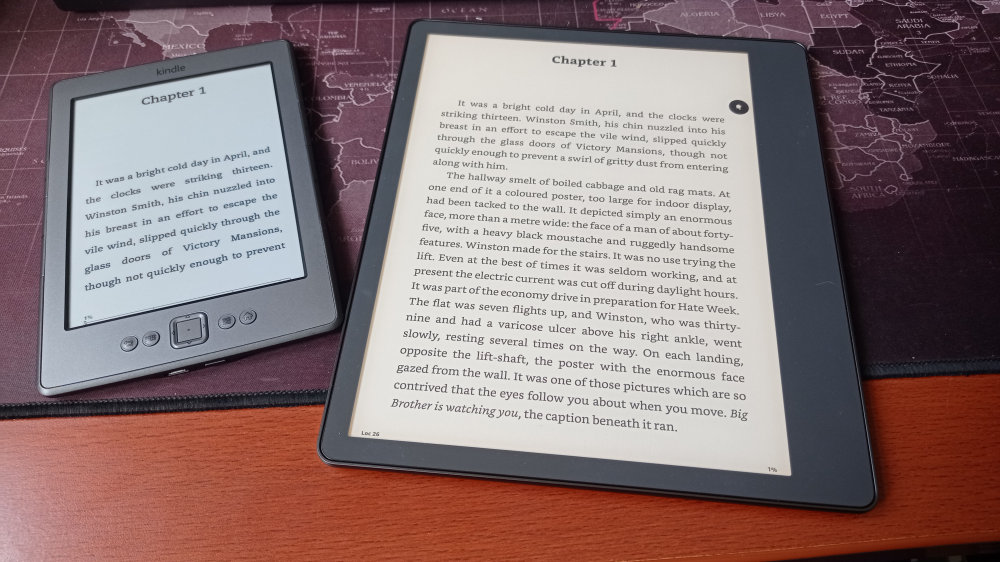 kindle
Chapter 1
It was a bright cold day in April, and
the clocks were striking thirteen.
Winston Smith, his chin nuzzled into
his breast in an effort to escape the
vile wind, slipped quickly through the
glass doors of Victory Mansions,
though not quickly enough to prevent
1%
Chapter 1
It was a bright cold day in April, and the clocks were
striking thirteen. Winston Smith, his chin nuzzled into his
breast in an effort to escape the vile wind, slipped quickly
through the glass doors of Victory Mansions, though not
quickly enough to prevent a swirl of gritty dust from entering
along with him.
The hallway smelt of boiled cabbage and old rag mats. At
one end of it a coloured poster, too large for indoor display,
had been tacked to the wall. It depicted simply an enormous
face, more than a metre wide: the face of a man of about forty-
five, with a heavy black moustache and ruggedly handsome
features. Winston made for the stairs. It was no use trying the
lift. Even at the best of times it was seldom working, and at
present the electric current was cut off during daylight hours.
It was part of the economy drive in preparation for Hate Week.
The flat was seven flights up, and Winston, who was thirty-
nine and had a varicose ulcer above his right ankle, went
slowly, resting several times on the way. On each landing,
opposite the lift-shaft, the poster with the enormous face
gazed from the wall. It was one of those pictures which are so
contrived that the eyes follow you about when you move. Big
Brother is watching you, the caption beneath it ran.
Loc 26
1%
MEXICO
OCEAN
ALGERIA
LIBYA
EGYPT
SAUDI
ARABIA
SUDAN
ETHIOPIA
SOMALIA
SOUTH
AFRICA